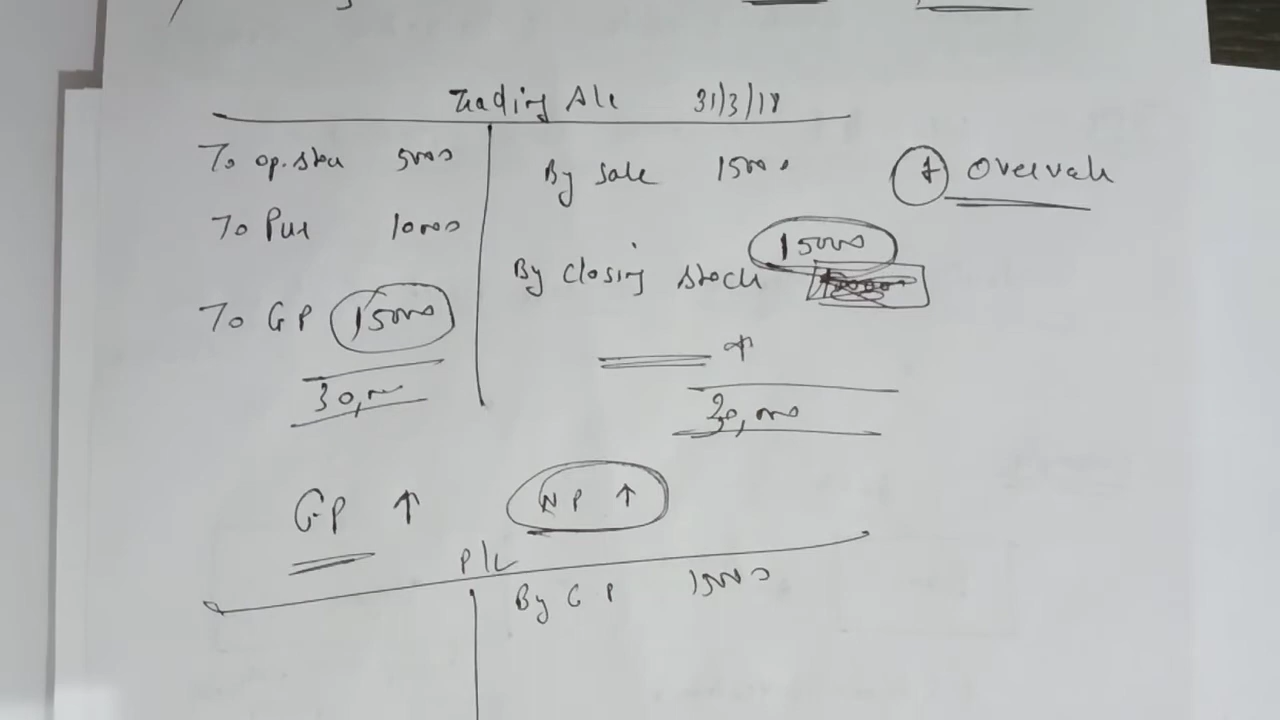 Trading A/c 31/3/18
To op. stock 5000
By Sale 15000
+ Overvalu
To Pur 10000
15000
By Closing Stock
To GP 15000
30,000
30,000
GP ↑ NP ↑
P/L
By G P 15000